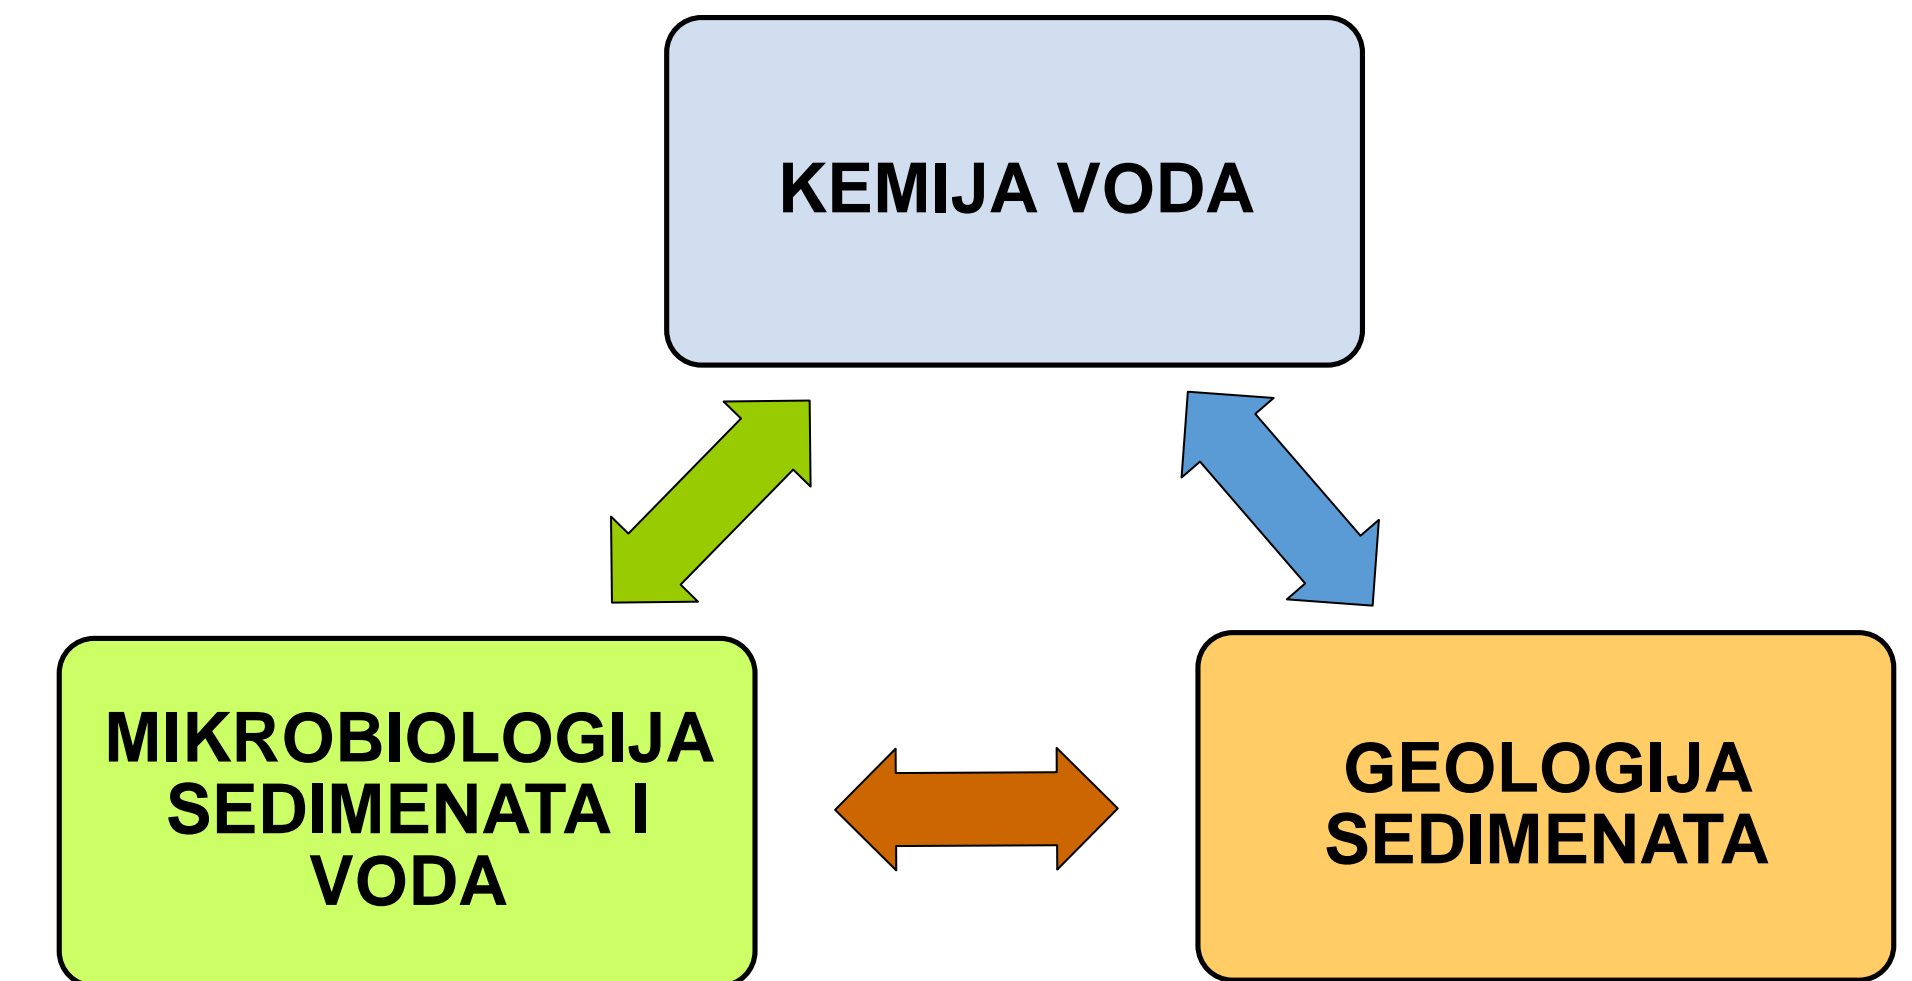 KEMIJA VODA
MIKROBIOLOGIJA
SEDIMENATA I
VODA
GEOLOGIJA
SEDIMENATA